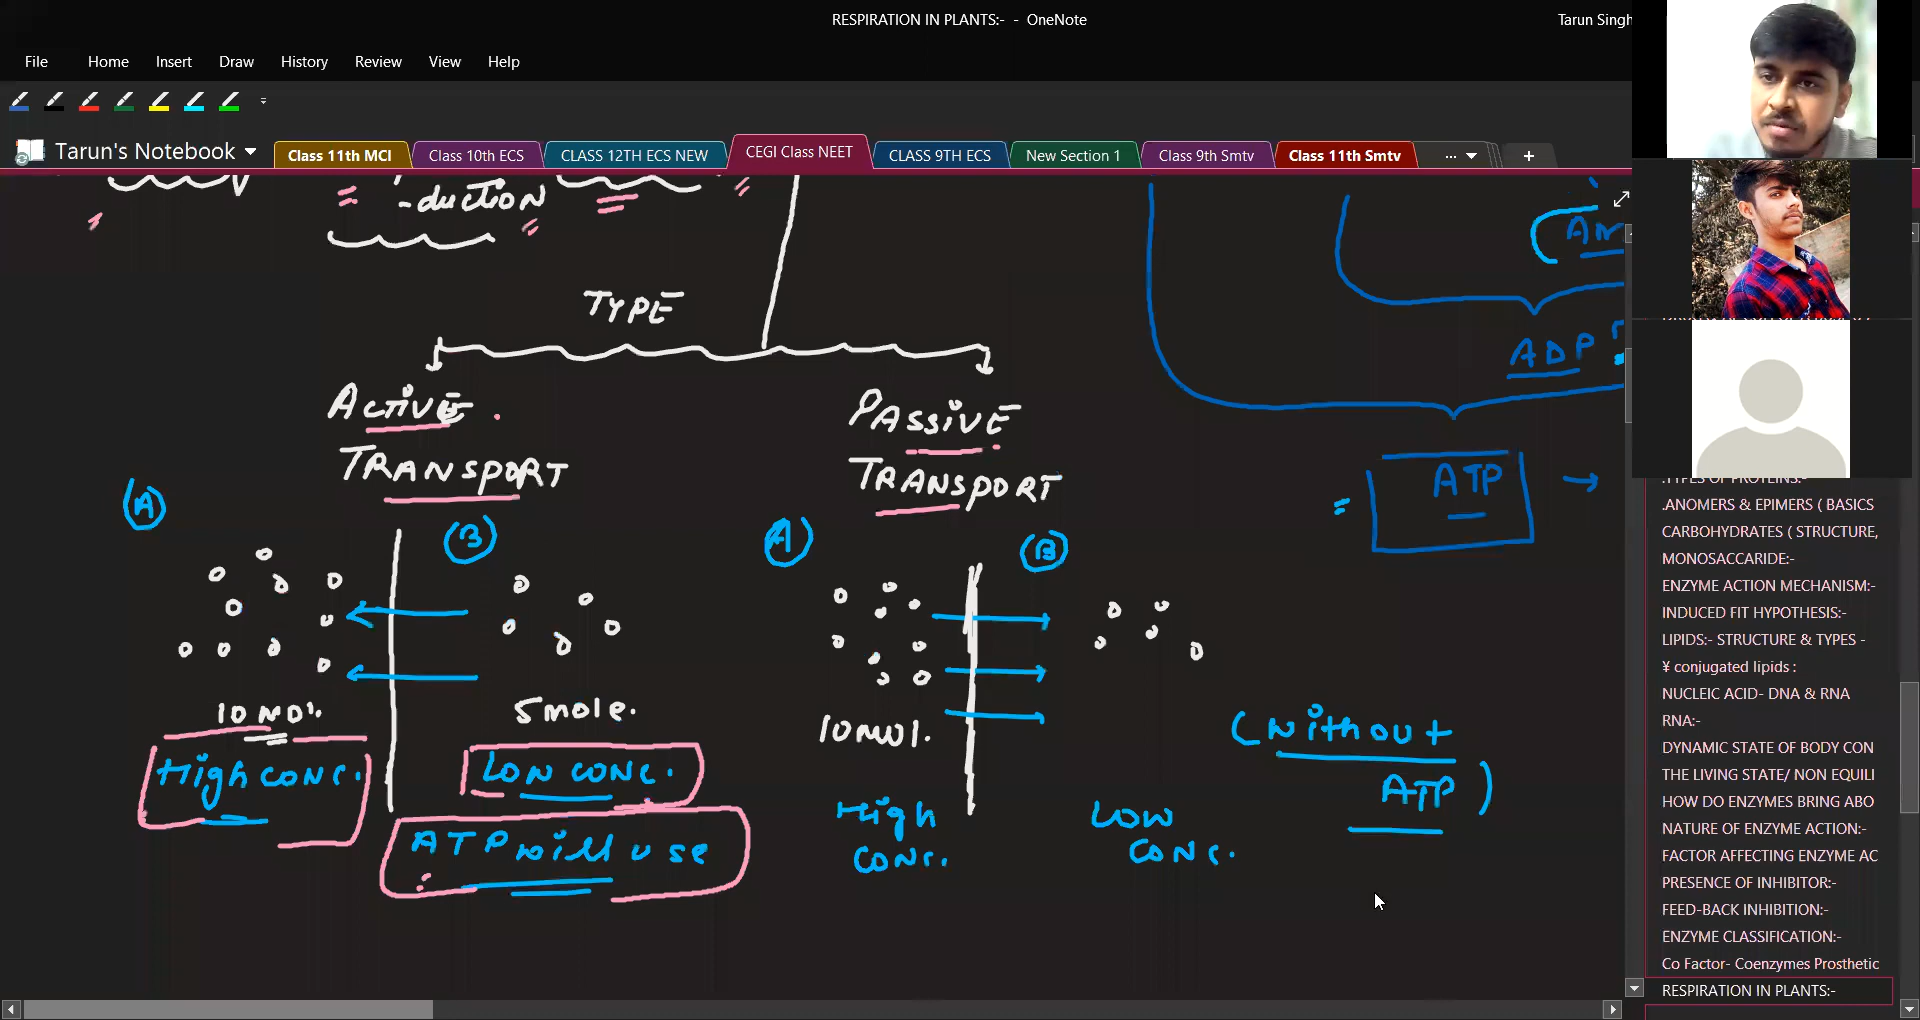 RESPIRATION IN PLANTS:- - OneNote
Tarun Singh
File Home Insert Draw History Review View Help
Tarun's Notebook
Class 11th MCI
Class 10th ECS
CLASS 12TH ECS NEW
CEGI Class NEET
CLASS 9TH ECS
New Section 1
Class 9th Smtv
Class 11th Smtv
...
+
-duction
TYPE
ACTIVE
TRANSPORT
PASSIVE
TRANSPORT
ADP
= ATP →
A
B
A
B
10 mol.
5 mole.
10 mol.
High conc.
Low conc.
ATP will use
High
conc.
Low
conc.
(Without
ATP)
.ANOMERS & EPIMERS ( BASICS
CARBOHYDRATES ( STRUCTURE,
MONOSACCARIDE:-
ENZYME ACTION MECHANISM:-
INDUCED FIT HYPOTHESIS:-
LIPIDS:- STRUCTURE & TYPES -
¥ conjugated lipids :
NUCLEIC ACID- DNA & RNA
RNA:-
DYNAMIC STATE OF BODY CON
THE LIVING STATE/ NON EQUILI
HOW DO ENZYMES BRING ABO
NATURE OF ENZYME ACTION:-
FACTOR AFFECTING ENZYME AC
PRESENCE OF INHIBITOR:-
FEED-BACK INHIBITION:-
ENZYME CLASSIFICATION:-
Co Factor- Coenzymes Prosthetic
RESPIRATION IN PLANTS:-